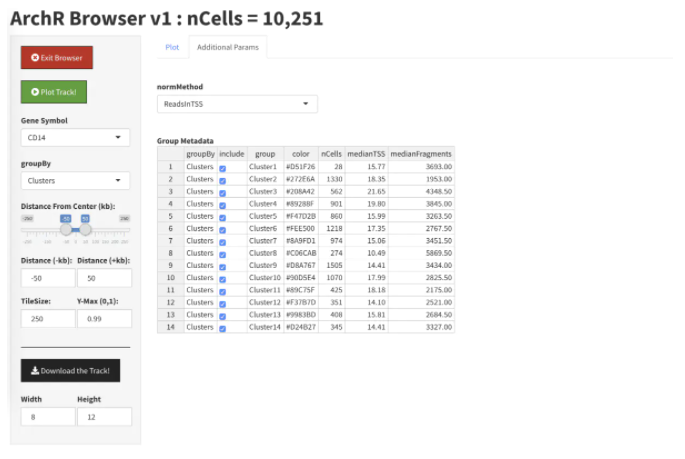 ArchR Browser v1 : nCells = 10,251
Exit Browser
Plot Track!
Gene Symbol
CD14
groupBy
Clusters
Distance From Center (kb):
-250 -50 50 250
Distance (-kb): Distance (+kb):
-50 50
TileSize: Y-Max (0,1):
250 0.99
Download the Track!
Width Height
8 12
Plot Additional Params
normMethod
ReadsInTSS
Group Metadata
groupBy include group color nCells medianTSS medianFragments
1 Clusters Cluster1 #D51F26 28 15.77 3693.00
2 Clusters Cluster2 #272E6A 1330 18.35 1953.00
3 Clusters Cluster3 #208A42 562 21.65 4348.50
4 Clusters Cluster4 #89288F 901 19.80 3845.00
5 Clusters Cluster5 #F47D2B 860 15.99 3263.50
6 Clusters Cluster6 #FEE500 1218 17.35 2767.50
7 Clusters Cluster7 #8A9FD1 974 15.06 3451.50
8 Clusters Cluster8 #C06CAB 274 10.49 5869.50
9 Clusters Cluster9 #D8A767 1505 14.41 3434.00
10 Clusters Cluster10 #90D5E4 1070 17.99 2825.50
11 Clusters Cluster11 #89C75F 425 18.18 2175.00
12 Clusters Cluster12 #F37B7D 351 14.10 2521.00
13 Clusters Cluster13 #9983BD 408 15.81 2684.50
14 Clusters Cluster14 #D24B27 345 14.41 3327.00